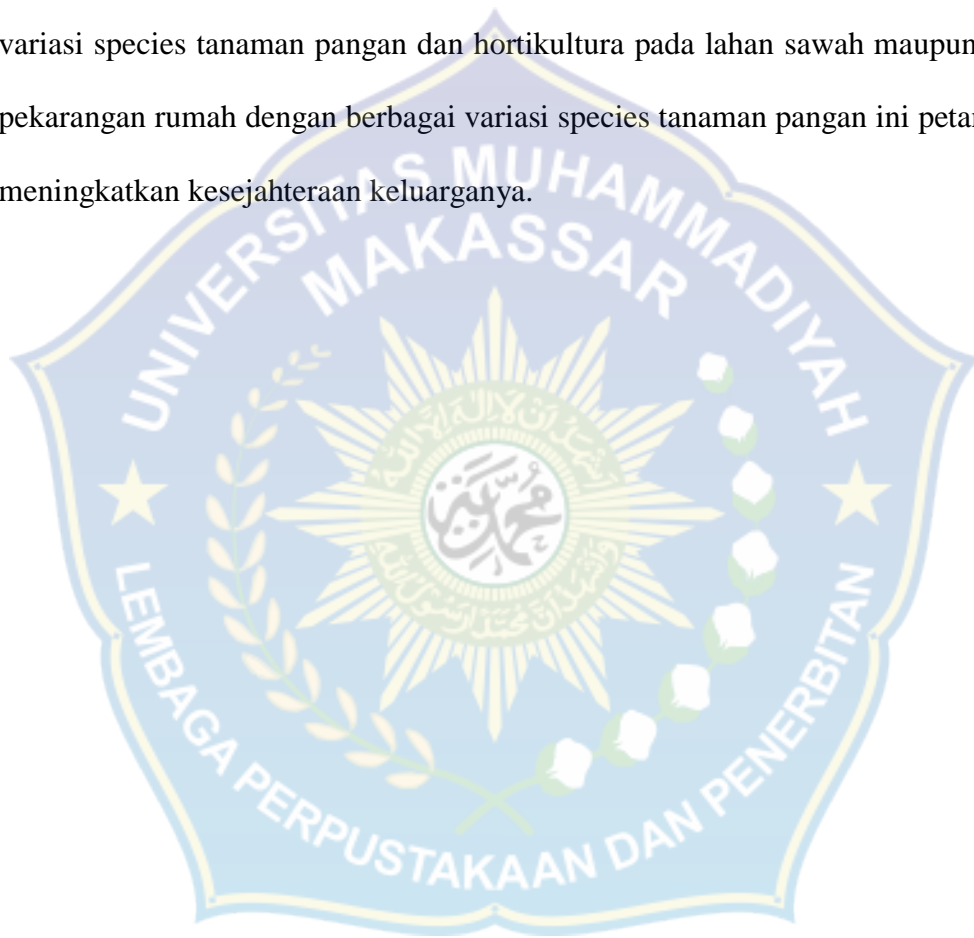 variasi species tanaman pangan dan hortikultura pada lahan sawah maupun
pekarangan rumah dengan berbagai variasi species tanaman pangan ini
meningkatkan kesejahteraan keluarganya.
UNIVERSITAS MUHAMMADIYAH
MAKASSAR
محمدية
LEMBAGA PERPUSTAKAAN DAN PENERBITAN